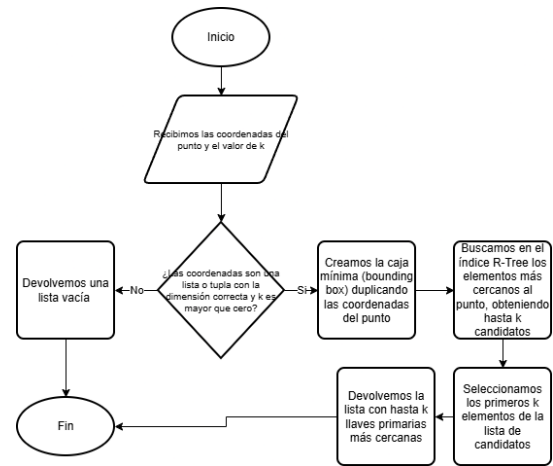 Inicio
Recibimos las coordenadas del
punto y el valor de k
¿Las coordenadas son una
lista o tupla con la
dimensión correcta y k es
mayor que cero?
No
Si
Devolvemos una
lista vacía
Creamos la caja
mínima (bounding
box) duplicando
las coordenadas
del punto
Buscamos en el
índice R-Tree los
elementos más
cercanos al
punto, obteniendo
hasta k
candidatos
Seleccionamos
los primeros k
elementos de la
lista de
candidatos
Devolvemos la
lista con hasta k
llaves primarias
más cercanas
Fin